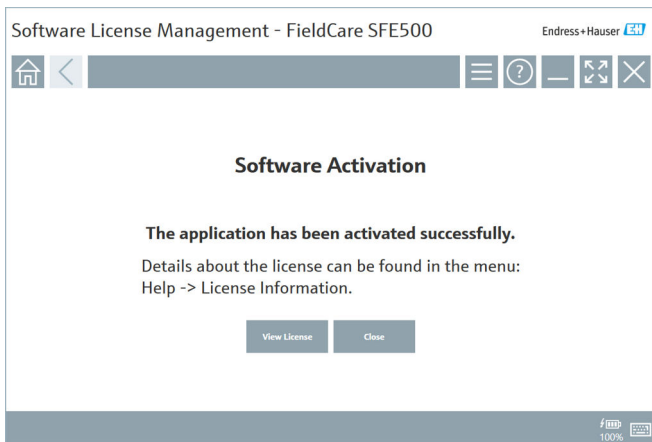 Software License Management - FieldCare SFE500
Endress+Hauser EH
?
Software Activation
The application has been activated successfully.
Details about the license can be found in the menu:
Help -> License Information.
View License
Close
100%